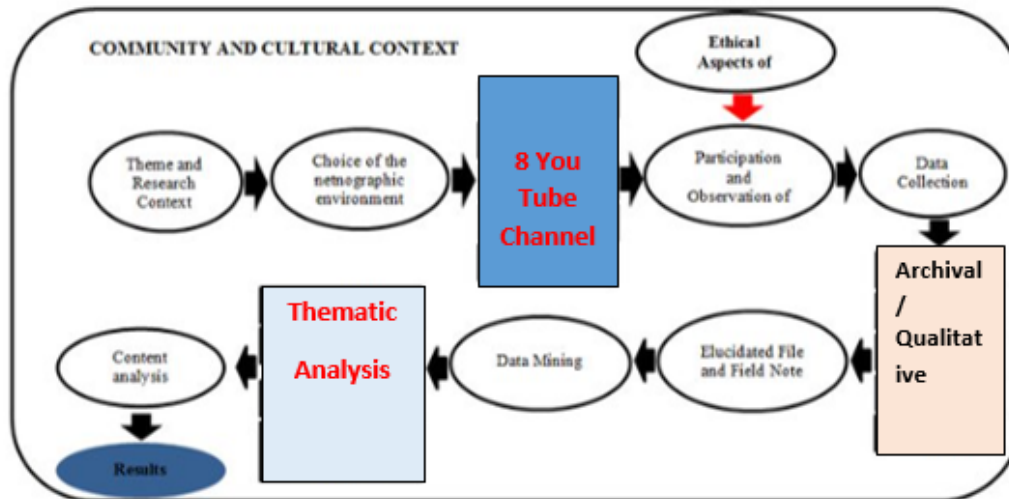 COMMUNITY AND CULTURAL CONTEXT
Ethical
Aspects of
Theme and
Research
Context
Choice of the
netnographic
environment
8 You
Tube
Channel
Participation
and
Observation of
Data
Collection
Archival
/
Qualitat
ive
Elucidated File
and Field Note
Data Mining
Thematic
Analysis
Content
analysis
Results